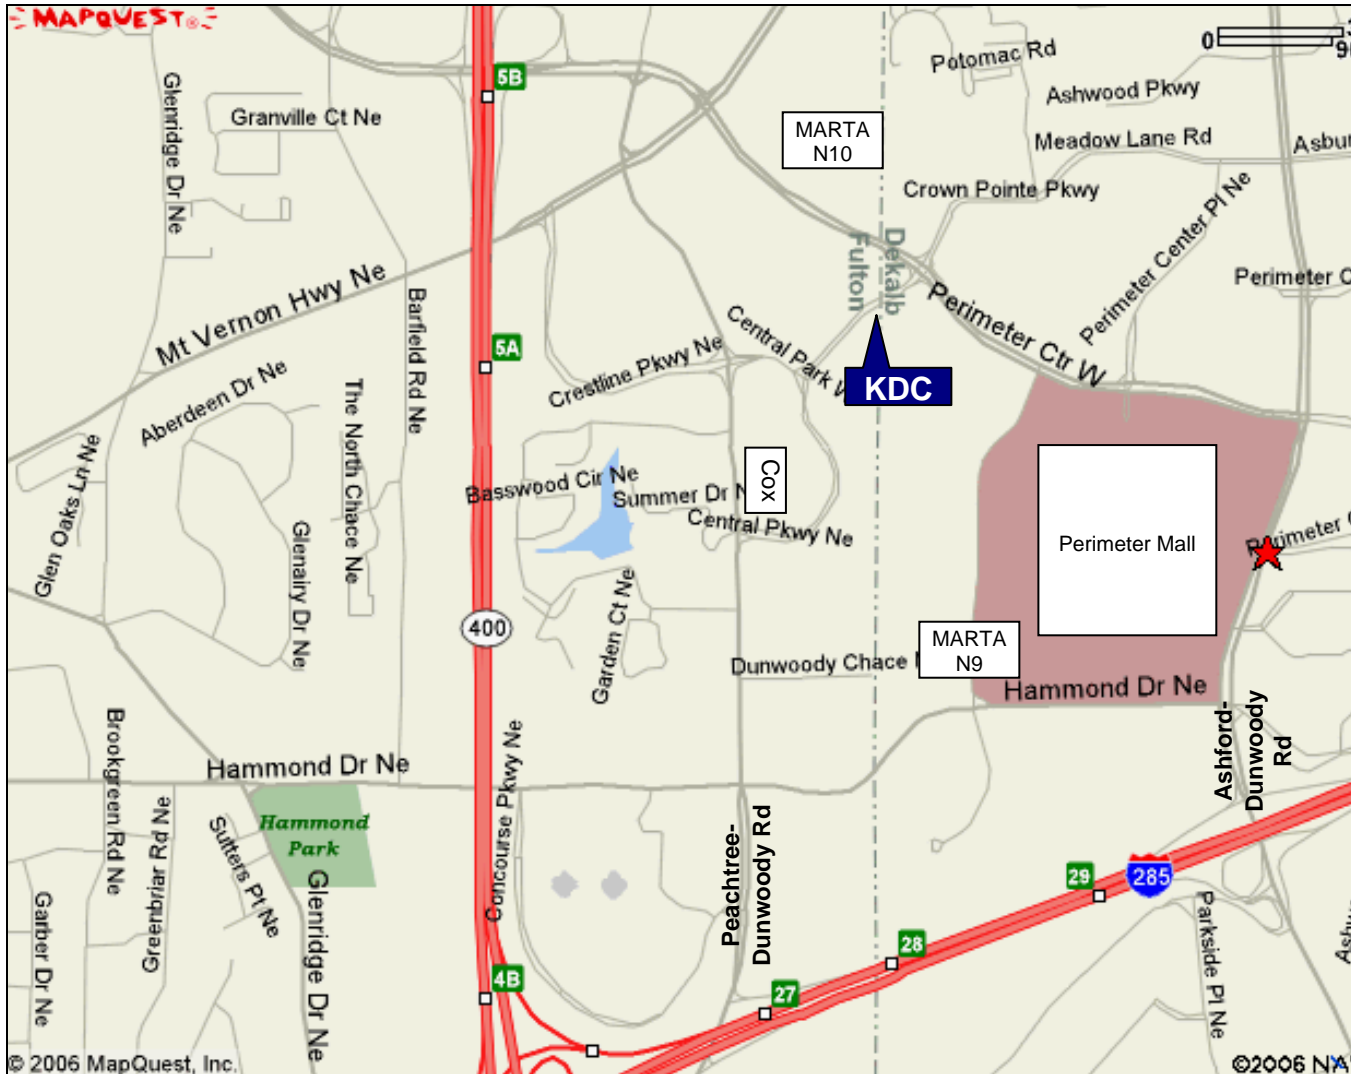 MAPQUEST
5B
0
Potomac Rd
Ashwood Pkwy
Glenridge Dr Ne
Granville Ct Ne
MARTA
N10
Meadow Lane Rd
Crown Pointe Pkwy
Perimeter Center Pl Ne
Dekalb
Fulton
Mt Vernon Hwy Ne
Barfield Rd Ne
Perimeter Ctr W
5A
Crestline Pkwy Ne
Central Park W
KDC
Aberdeen Dr Ne
The North Chace Ne
Glen Oaks Ln Ne
Basswood Cir Ne
Summer Dr N
Cox
Central Pkwy Ne
Perimeter Mall
Glenairy Dr Ne
400
Garden Ct Ne
Dunwoody Chace
MARTA
N9
Hammond Dr Ne
Ashford-
Dunwoody
Rd
Hammond Dr Ne
Brookgreen Rd Ne
Greenbriar Rd Ne
Sutters Pt Ne
Hammond
Park
Concourse Pkwy Ne
Peachtree-
Dunwoody Rd
29
285
28
27
4B
Garber Dr Ne
Glenridge Dr Ne
Parkside Pl Ne
© 2006 MapQuest, Inc.
©2006 NA